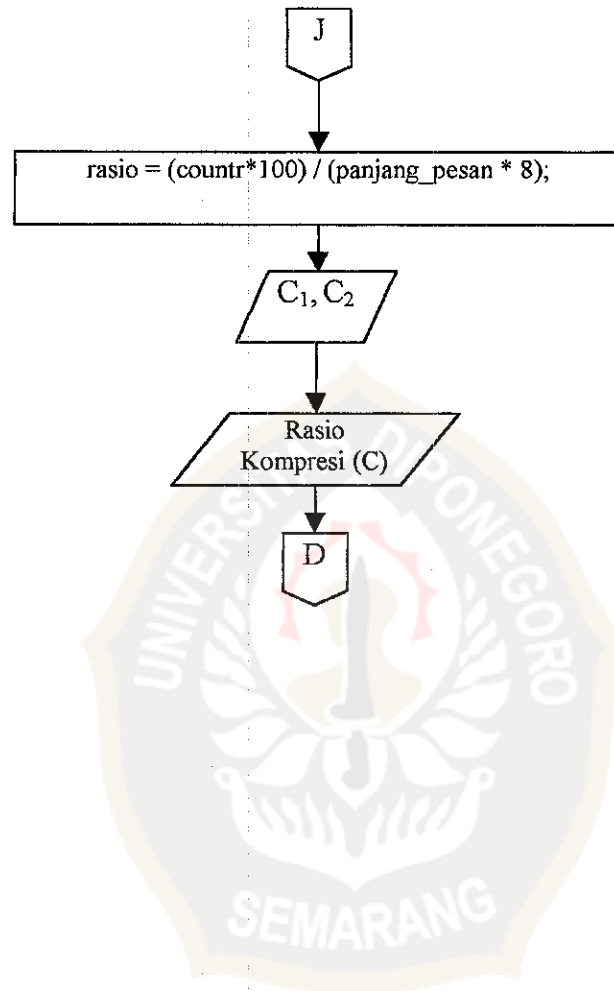 J
rasio = (countr*100) / (panjang_pesan * 8);
C₁, C₂
Rasio
Kompresi (C)
D
UNIVERSITAS DIPONEGORO
SEMARANG